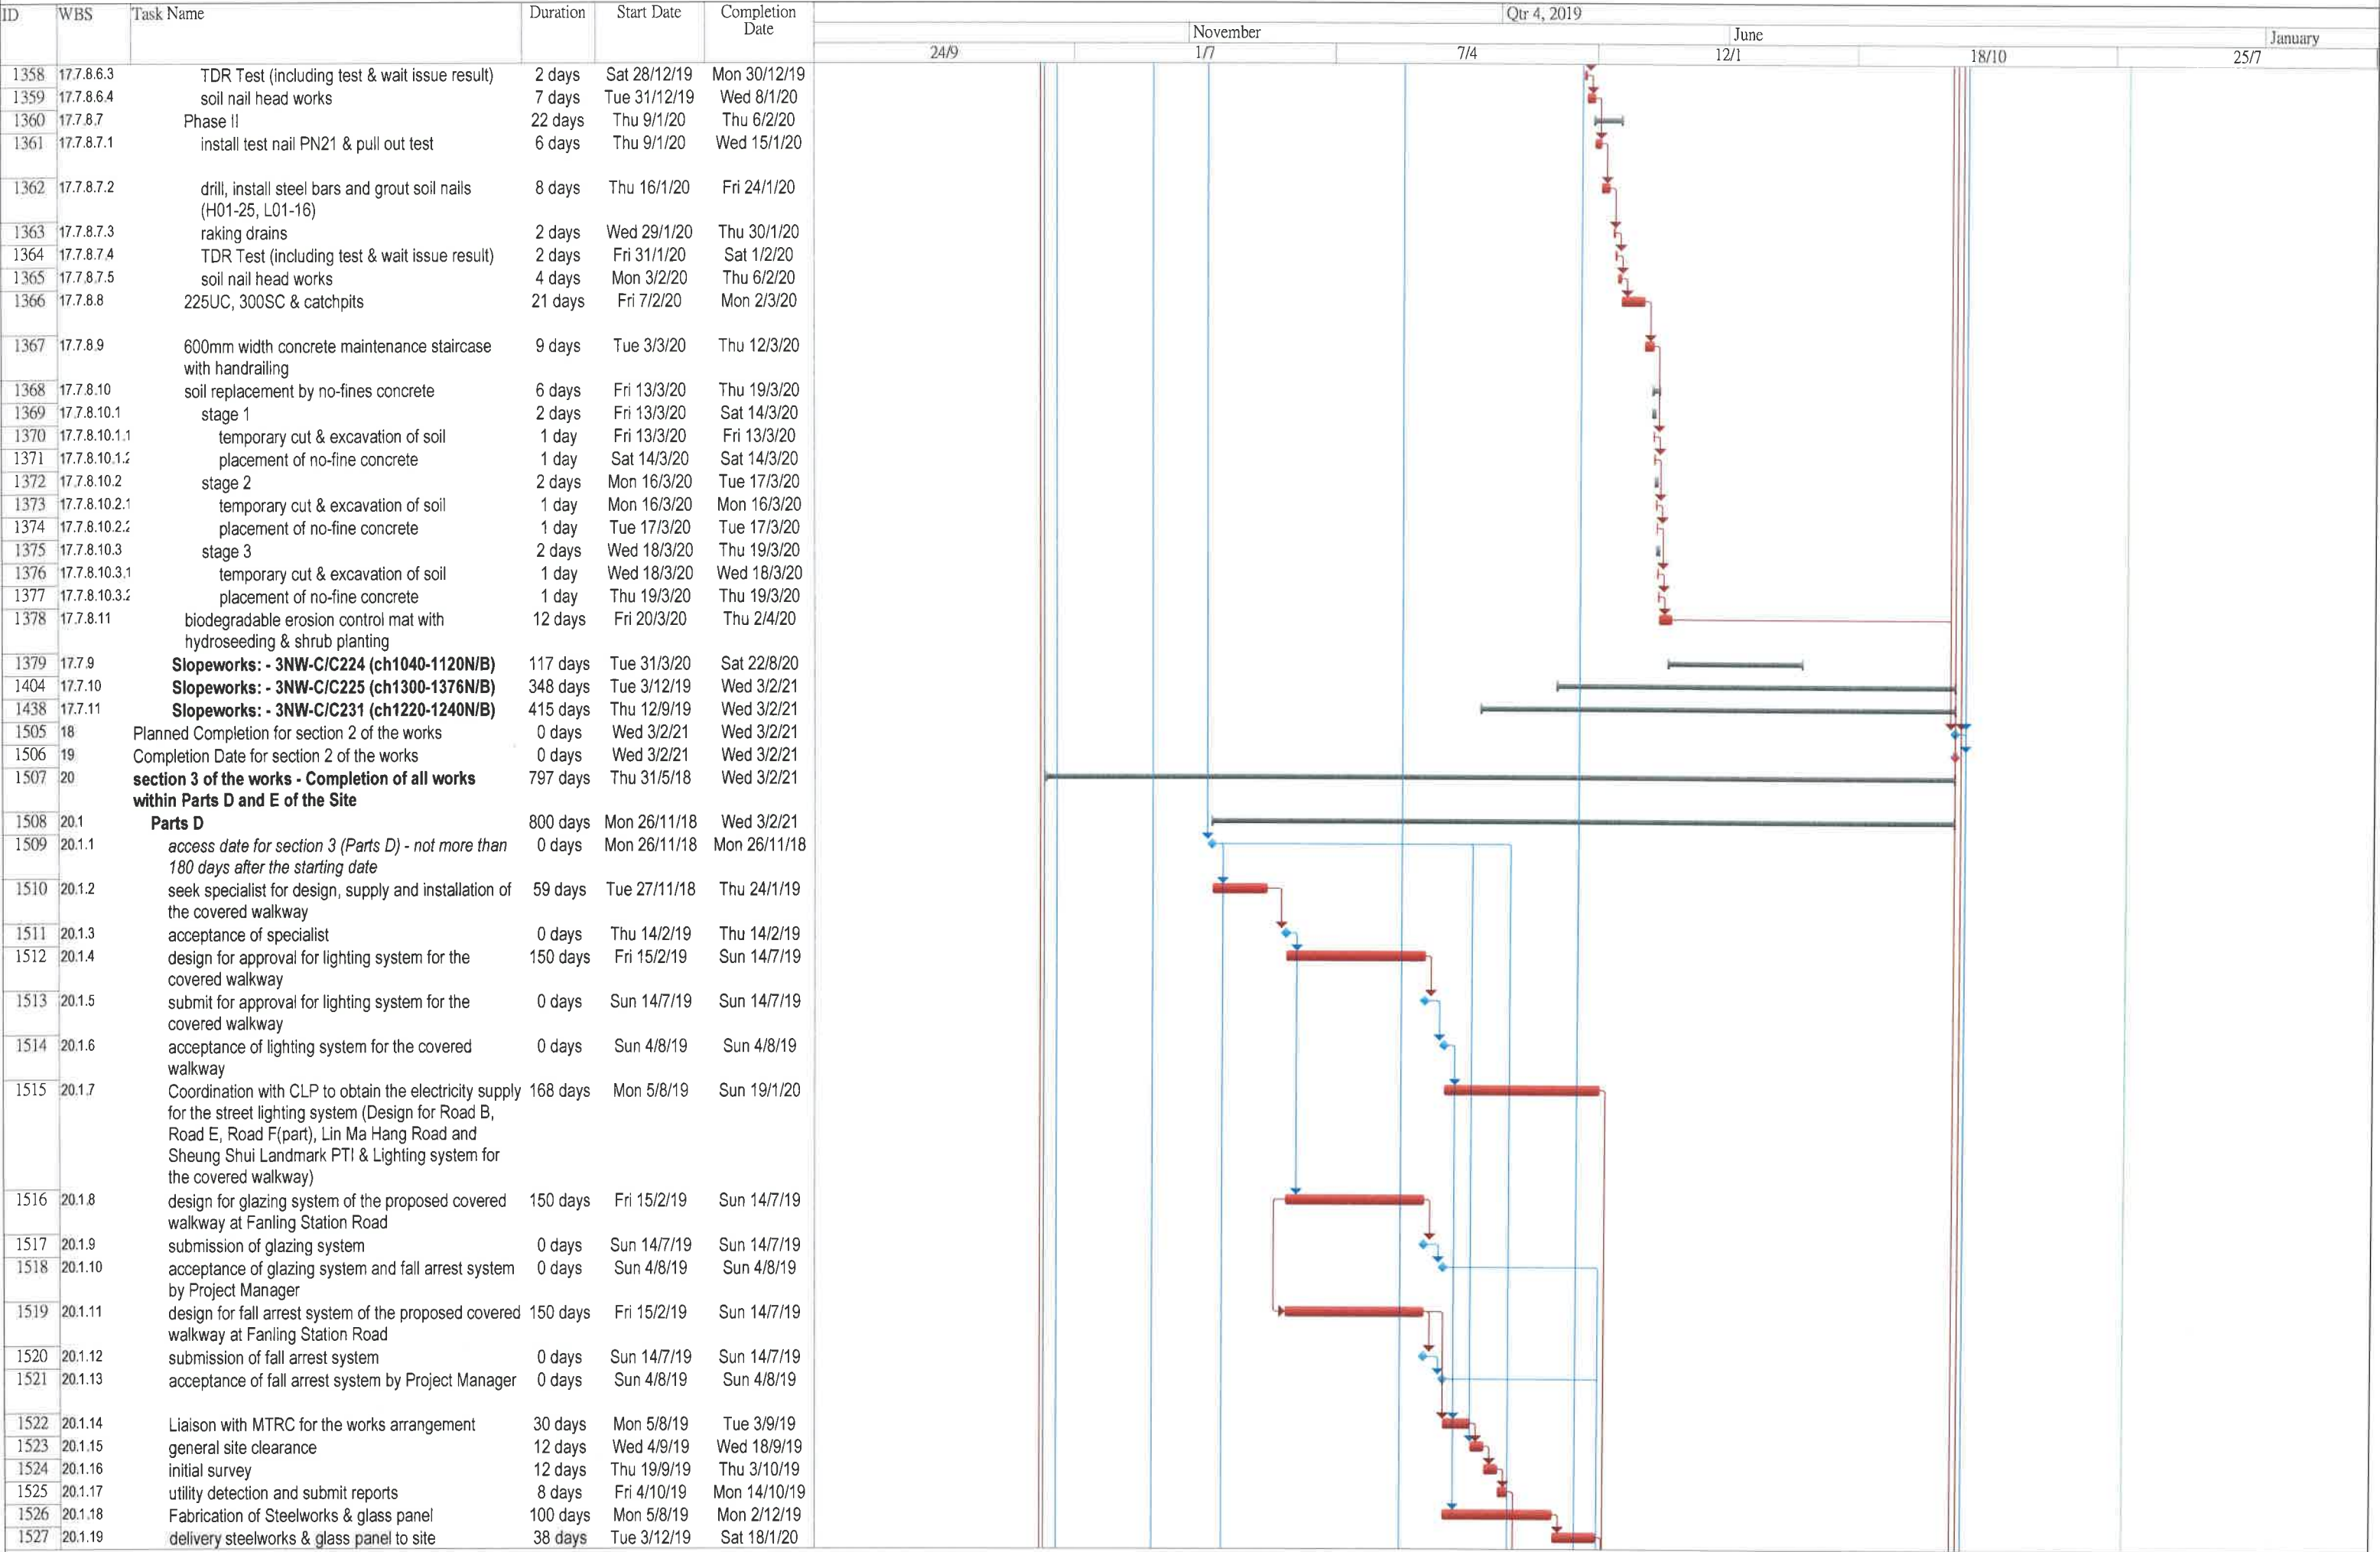 ID WBS Task Name Duration Start Date Completion Date
Qtr 4, 2019
November June January
24/9 1/7 7/4 12/1 18/10 25/7
1358 17.7.8.6.3 TDR Test (including test & wait issue result) 2 days Sat 28/12/19 Mon 30/12/19
1359 17.7.8.6.4 soil nail head works 7 days Tue 31/12/19 Wed 8/1/20
1360 17.7.8.7 Phase II 22 days Thu 9/1/20 Thu 6/2/20
1361 17.7.8.7.1 install test nail PN21 & pull out test 6 days Thu 9/1/20 Wed 15/1/20
1362 17.7.8.7.2 drill, install steel bars and grout soil nails 8 days Thu 16/1/20 Fri 24/1/20
(H01-25, L01-16)
1363 17.7.8.7.3 raking drains 2 days Wed 29/1/20 Thu 30/1/20
1364 17.7.8.7.4 TDR Test (including test & wait issue result) 2 days Fri 31/1/20 Sat 1/2/20
1365 17.7.8.7.5 soil nail head works 4 days Mon 3/2/20 Thu 6/2/20
1366 17.7.8.8 225UC, 300SC & catchpits 21 days Fri 7/2/20 Mon 2/3/20
1367 17.7.8.9 600mm width concrete maintenance staircase 9 days Tue 3/3/20 Thu 12/3/20
with handrailing
1368 17.7.8.10 soil replacement by no-fines concrete 6 days Fri 13/3/20 Thu 19/3/20
1369 17.7.8.10.1 stage 1 2 days Fri 13/3/20 Sat 14/3/20
1370 17.7.8.10.1.1 temporary cut & excavation of soil 1 day Fri 13/3/20 Fri 13/3/20
1371 17.7.8.10.1.2 placement of no-fine concrete 1 day Sat 14/3/20 Sat 14/3/20
1372 17.7.8.10.2 stage 2 2 days Mon 16/3/20 Tue 17/3/20
1373 17.7.8.10.2.1 temporary cut & excavation of soil 1 day Mon 16/3/20 Mon 16/3/20
1374 17.7.8.10.2.2 placement of no-fine concrete 1 day Tue 17/3/20 Tue 17/3/20
1375 17.7.8.10.3 stage 3 2 days Wed 18/3/20 Thu 19/3/20
1376 17.7.8.10.3.1 temporary cut & excavation of soil 1 day Wed 18/3/20 Wed 18/3/20
1377 17.7.8.10.3.2 placement of no-fine concrete 1 day Thu 19/3/20 Thu 19/3/20
1378 17.7.8.11 biodegradable erosion control mat with 12 days Fri 20/3/20 Thu 2/4/20
hydroseeding & shrub planting
1379 17.7.9 Slopeworks: - 3NW-C/C224 (ch1040-1120N/B) 117 days Tue 31/3/20 Sat 22/8/20
1404 17.7.10 Slopeworks: - 3NW-C/C225 (ch1300-1376N/B) 348 days Tue 3/12/19 Wed 3/2/21
1438 17.7.11 Slopeworks: - 3NW-C/C231 (ch1220-1240N/B) 415 days Thu 12/9/19 Wed 3/2/21
1505 18 Planned Completion for section 2 of the works 0 days Wed 3/2/21 Wed 3/2/21
1506 19 Completion Date for section 2 of the works 0 days Wed 3/2/21 Wed 3/2/21
1507 20 section 3 of the works - Completion of all works 797 days Thu 31/5/18 Wed 3/2/21
within Parts D and E of the Site
1508 20.1 Parts D 800 days Mon 26/11/18 Wed 3/2/21
1509 20.1.1 access date for section 3 (Parts D) - not more than 0 days Mon 26/11/18 Mon 26/11/18
180 days after the starting date
1510 20.1.2 seek specialist for design, supply and installation of 59 days Tue 27/11/18 Thu 24/1/19
the covered walkway
1511 20.1.3 acceptance of specialist 0 days Thu 14/2/19 Thu 14/2/19
1512 20.1.4 design for approval for lighting system for the 150 days Fri 15/2/19 Sun 14/7/19
covered walkway
1513 20.1.5 submit for approval for lighting system for the 0 days Sun 14/7/19 Sun 14/7/19
covered walkway
1514 20.1.6 acceptance of lighting system for the covered 0 days Sun 4/8/19 Sun 4/8/19
walkway
1515 20.1.7 Coordination with CLP to obtain the electricity supply 168 days Mon 5/8/19 Sun 19/1/20
for the street lighting system (Design for Road B,
Road E, Road F(part), Lin Ma Hang Road and
Sheung Shui Landmark PTI & Lighting system for
the covered walkway)
1516 20.1.8 design for glazing system of the proposed covered 150 days Fri 15/2/19 Sun 14/7/19
walkway at Fanling Station Road
1517 20.1.9 submission of glazing system 0 days Sun 14/7/19 Sun 14/7/19
1518 20.1.10 acceptance of glazing system and fall arrest system 0 days Sun 4/8/19 Sun 4/8/19
by Project Manager
1519 20.1.11 design for fall arrest system of the proposed covered 150 days Fri 15/2/19 Sun 14/7/19
walkway at Fanling Station Road
1520 20.1.12 submission of fall arrest system 0 days Sun 14/7/19 Sun 14/7/19
1521 20.1.13 acceptance of fall arrest system by Project Manager 0 days Sun 4/8/19 Sun 4/8/19
1522 20.1.14 Liaison with MTRC for the works arrangement 30 days Mon 5/8/19 Tue 3/9/19
1523 20.1.15 general site clearance 12 days Wed 4/9/19 Wed 18/9/19
1524 20.1.16 initial survey 12 days Thu 19/9/19 Thu 3/10/19
1525 20.1.17 utility detection and submit reports 8 days Fri 4/10/19 Mon 14/10/19
1526 20.1.18 Fabrication of Steelworks & glass panel 100 days Mon 5/8/19 Mon 2/12/19
1527 20.1.19 delivery steelworks & glass panel to site 38 days Tue 3/12/19 Sat 18/1/20